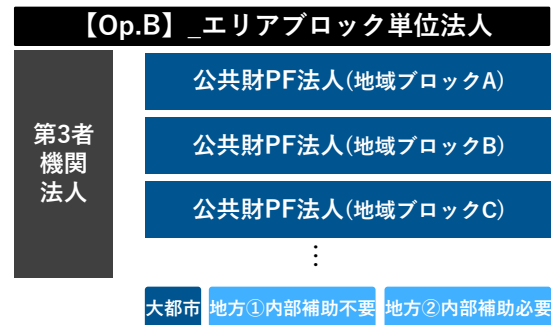 【Op.B】_エリアブロック単位法人
第3者
機関
法人
公共財PF法人(地域ブロックA)
公共財PF法人(地域ブロックB)
公共財PF法人(地域ブロックC)
⋮
大都市
地方①内部補助不要
地方②内部補助必要